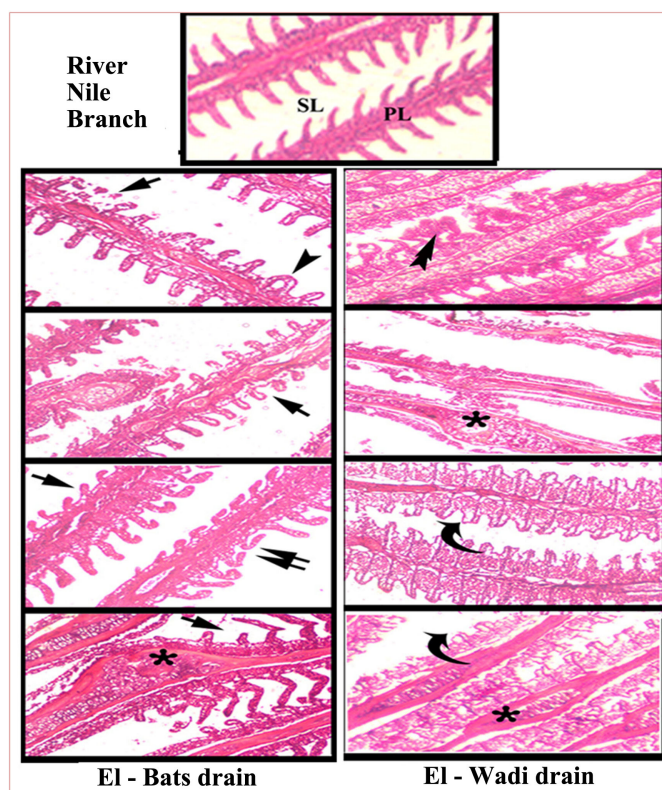 River
Nile
Branch
SL
PL
*
*
*
El - Bats drain
El - Wadi drain